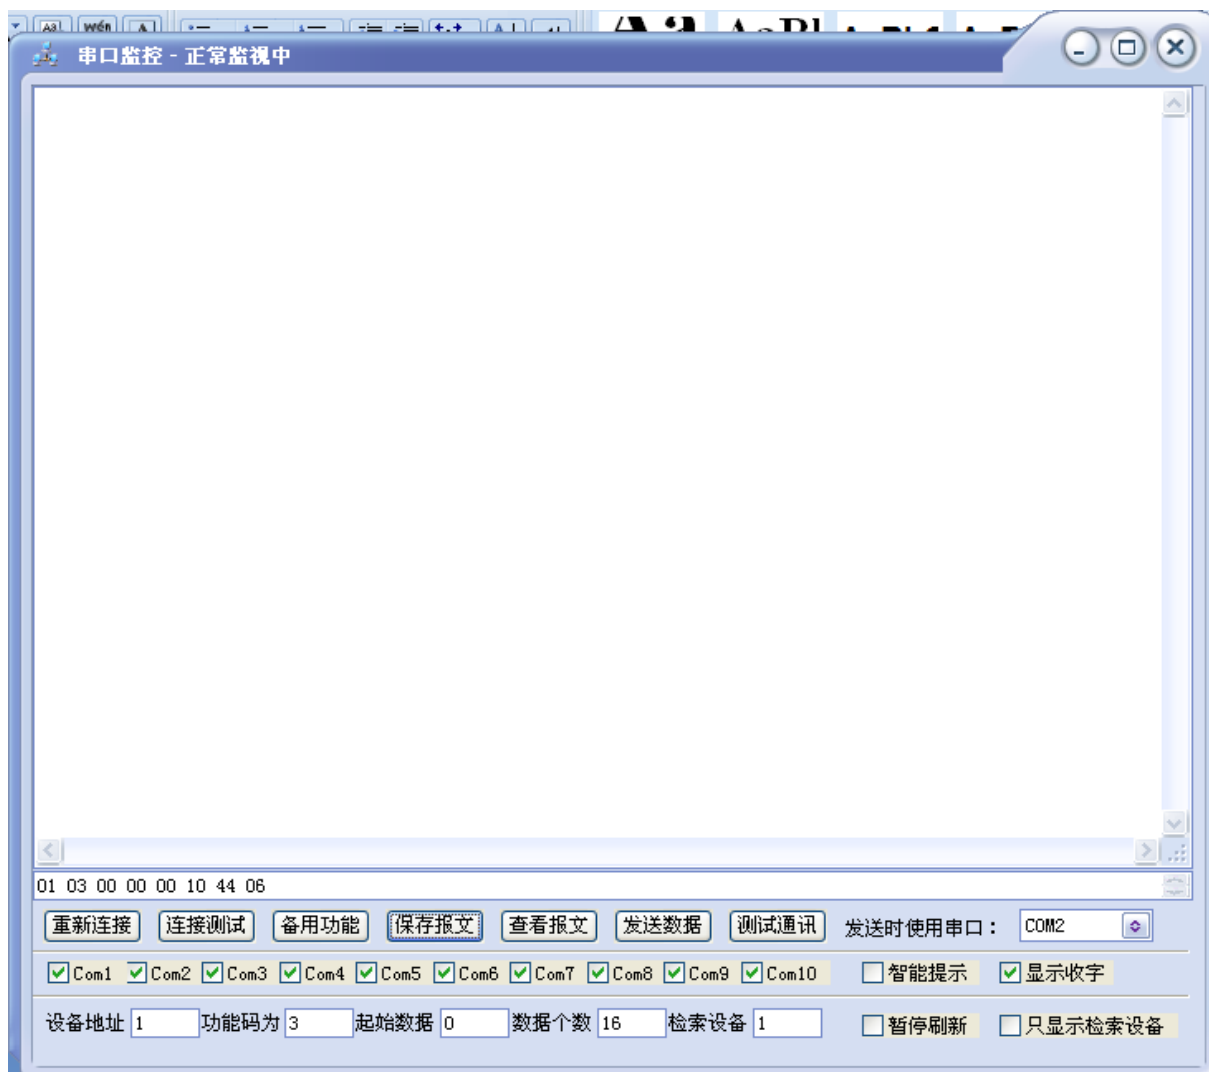 wén A
串口监控 - 正常监视中
01 03 00 00 00 10 44 06
重新连接 连接测试 备用功能 保存报文 查看报文 发送数据 测试通讯 发送时使用串口： COM2
Com1 Com2 Com3 Com4 Com5 Com6 Com7 Com8 Com9 Com10 智能提示 显示收字
设备地址 1 功能码为 3 起始数据 0 数据个数 16 检索设备 1 暂停刷新 只显示检索设备